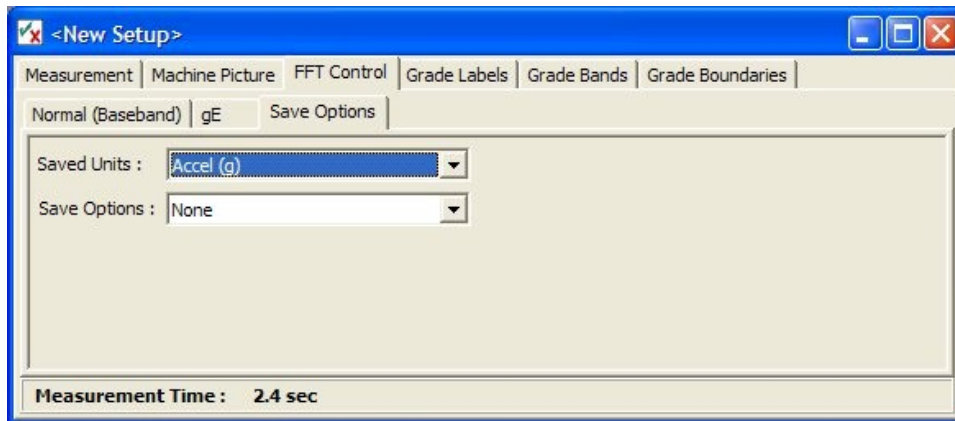 <New Setup>
Measurement Machine Picture FFT Control Grade Labels Grade Bands Grade Boundaries
Normal (Baseband) gE Save Options
Saved Units : Accel (g)
Save Options : None
Measurement Time : 2.4 sec